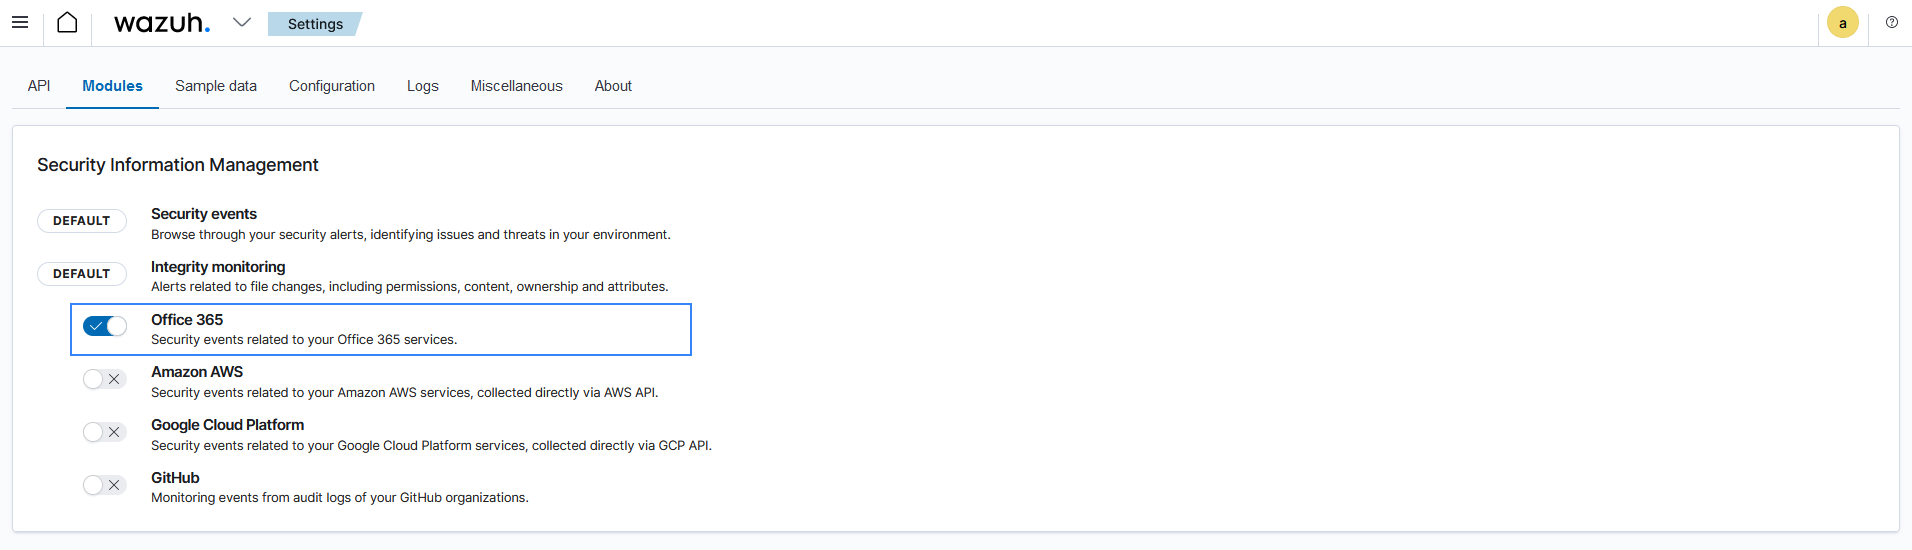 wazuh. Settings a
API Modules Sample data Configuration Logs Miscellaneous About
Security Information Management
DEFAULT Security events
Browse through your security alerts, identifying issues and threats in your environment.
DEFAULT Integrity monitoring
Alerts related to file changes, including permissions, content, ownership and attributes.
Office 365
Security events related to your Office 365 services.
Amazon AWS
Security events related to your Amazon AWS services, collected directly via AWS API.
Google Cloud Platform
Security events related to your Google Cloud Platform services, collected directly via GCP API.
GitHub
Monitoring events from audit logs of your GitHub organizations.